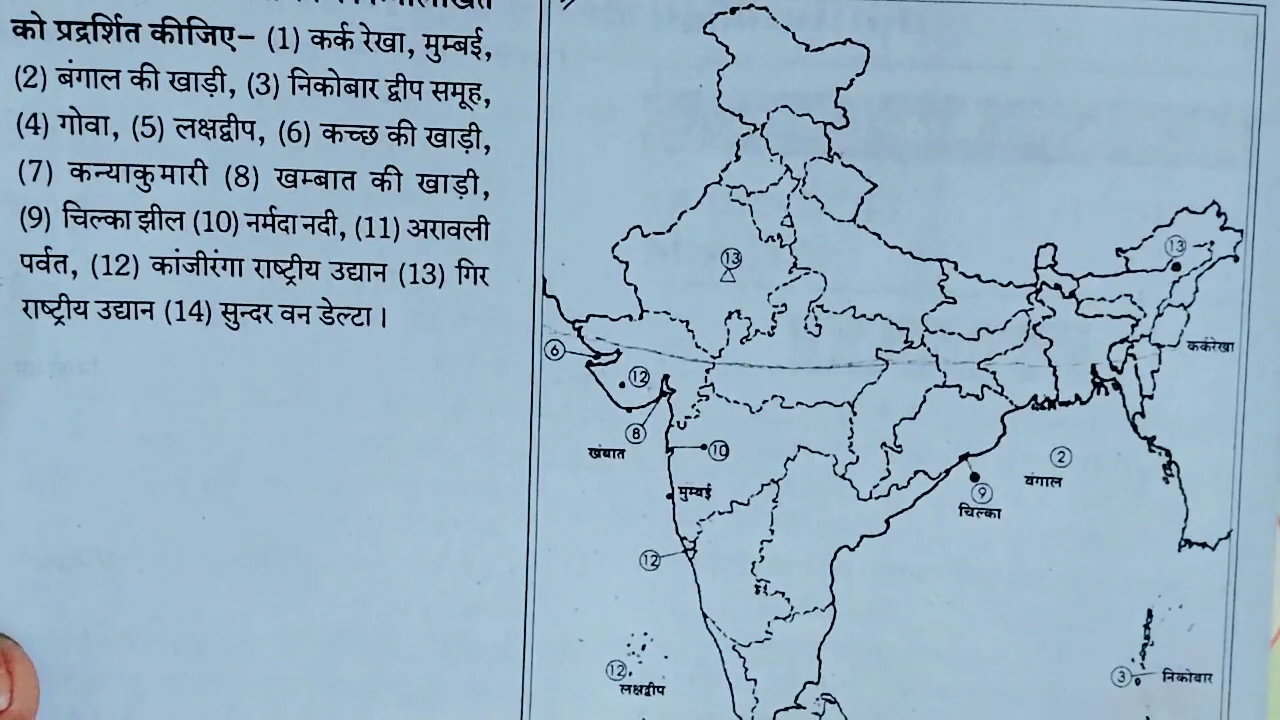 को प्रदर्शित कीजिए– (1) कर्क रेखा, मुम्बई,
(2) बंगाल की खाड़ी, (3) निकोबार द्वीप समूह,
(4) गोवा, (5) लक्षद्वीप, (6) कच्छ की खाड़ी,
(7) कन्याकुमारी (8) खम्बात की खाड़ी,
(9) चिल्का झील (10) नर्मदा नदी, (11) अरावली
पर्वत, (12) कांजीरंगा राष्ट्रीय उद्यान (13) गिर
राष्ट्रीय उद्यान (14) सुन्दर वन डेल्टा।
13
13
कर्करेखा
6
12
8
खंबात
10
2
बंगाल
मुम्बई
9
चिल्का
12
12
लक्षद्वीप
3 निकोबार